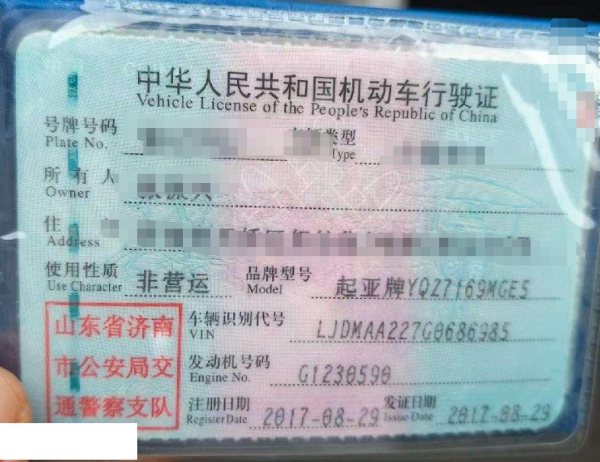 中华人民共和国机动车行驶证
Vehicle License of the People's Republic of China
号牌号码 类型
Plate No. Type
所有人
Owner
住
Address
使用性质 非营运 品牌型号 起亚牌YQZ7169MGE5
Use Character Model
山东省济南 车辆识别代号 LJDMAA227G0686985
VIN
市公安局交 发动机号码 G1230590
Engine No.
通警察支队 注册日期 2017-08-29 发证日期 2017-08-29
Register Date Issue Date